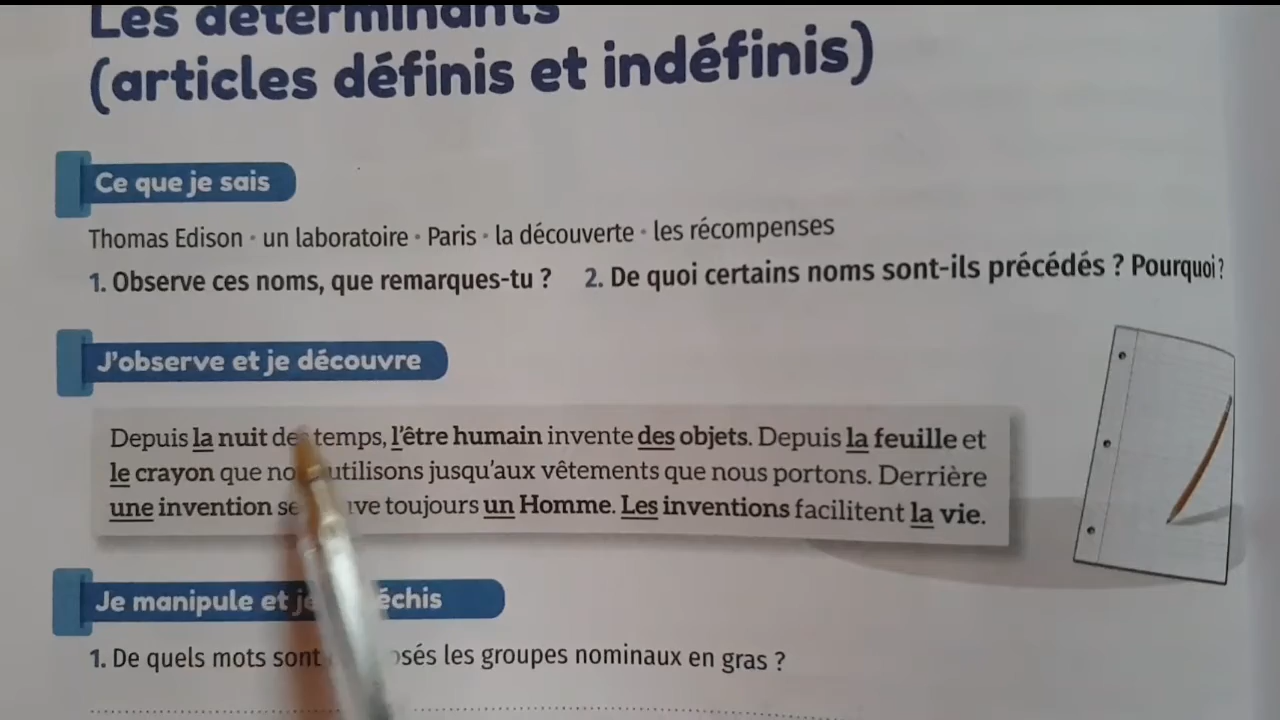 Les déterminants
(articles définis et indéfinis)
Ce que je sais
Thomas Edison • un laboratoire • Paris • la découverte • les récompenses
1. Observe ces noms, que remarques-tu ? 2. De quoi certains noms sont-ils précédés ? Pourquoi ?
J'observe et je découvre
Depuis la nuit des temps, l'être humain invente des objets. Depuis la feuille et
le crayon que nous utilisons jusqu'aux vêtements que nous portons. Derrière
une invention se toujours un Homme. Les inventions facilitent la vie.
Je manipule et je
1. De quels mots sont les groupes nominaux en gras ?